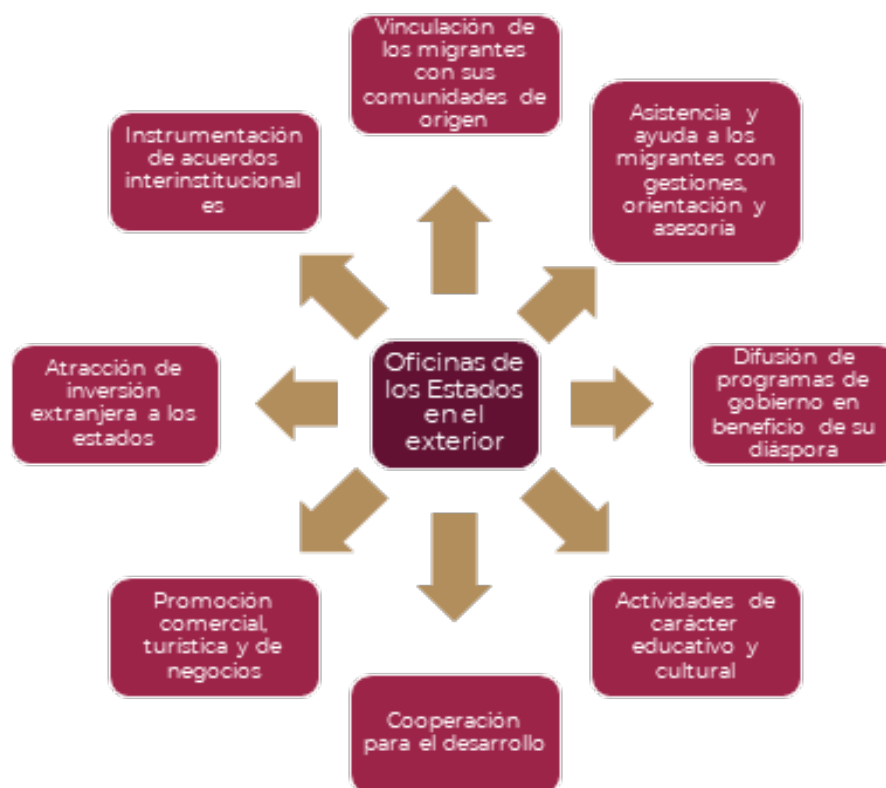 Vinculación de
los migrantes
con sus
comunidades de
origen
Asistencia y
ayuda a los
migrantes con
gestiones,
orientación y
asesoría
Difusión de
programas de
gobierno en
beneficio de su
diáspora
Actividades de
carácter
educativo y
cultural
Cooperación
para el desarrollo
Promoción
comercial,
turistica y de
negocios
Atracción de
inversión
extranjera a los
estados
Instrumentación
de acuerdos
interinstitucional
es
Oficinas de
los Estados
en el
exterior